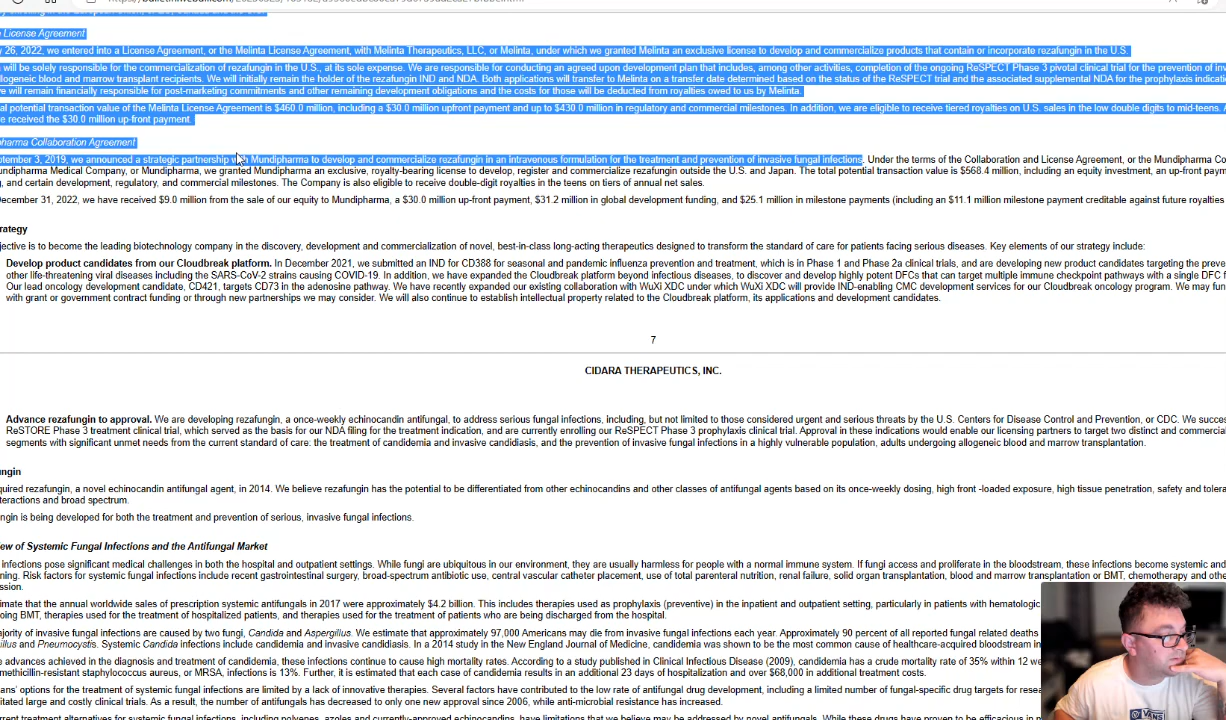 License Agreement
26, 2022, we entered into a License Agreement, or the Melinta License Agreement, with Melinta Therapeutics, LLC, or Melinta, under which we granted Melinta an exclusive license to develop and commercialize products that contain or incorporate rezafungin in the U.S.
will be solely responsible for the commercialization of rezafungin in the U.S., at its sole expense. We are responsible for conducting an agreed upon development plan that includes, among other activities, completion of the ongoing ReSPECT Phase 3 pivotal clinical trial for the prevention of
llogeneic blood and marrow transplant recipients. We will initially remain the holder of the rezafungin IND and NDA. Both applications will transfer to Melinta on a transfer date determined based on the status of the ReSPECT trial and the associated supplemental NDA for the prophylaxis
ve will remain financially responsible for post-marketing commitments and other remaining development obligations and the costs for those will be deducted from royalties owed to us by Melinta.
al potential transaction value of the Melinta License Agreement is $460.0 million, including a $30.0 million upfront payment and up to $430.0 million in regulatory and commercial milestones. In addition, we are eligible to receive tiered royalties on U.S. sales in the low double digits to mid-teens.
e received the $30.0 million up-front payment.
pharma Collaboration Agreement
ptember 3, 2019, we announced a strategic partnership with Mundipharma to develop and commercialize rezafungin in an intravenous formulation for the treatment and prevention of invasive fungal infections. Under the terms of the Collaboration and License Agreement, or the Mundipharma
undipharma Medical Company, or Mundipharma, we granted Mundipharma an exclusive, royalty-bearing license to develop, register and commercialize rezafungin outside the U.S. and Japan. The total potential transaction value is $568.4 million, including an equity investment, an up-front
, and certain development, regulatory, and commercial milestones. The Company is also eligible to receive double-digit royalties in the teens on tiers of annual net sales.
December 31, 2022, we have received $9.0 million from the sale of our equity to Mundipharma, a $30.0 million up-front payment, $31.2 million in global development funding, and $25.1 million in milestone payments (including an $11.1 million milestone payment creditable against future royalties
rategy
jective is to become the leading biotechnology company in the discovery, development and commercialization of novel, best-in-class long-acting therapeutics designed to transform the standard of care for patients facing serious diseases. Key elements of our strategy include:
Develop product candidates from our Cloudbreak platform. In December 2021, we submitted an IND for CD388 for seasonal and pandemic influenza prevention and treatment, which is in Phase 1 and Phase 2a clinical trials, and are developing new product candidates targeting the
other life-threatening viral diseases including the SARS-CoV-2 strains causing COVID-19. In addition, we have expanded the Cloudbreak platform beyond infectious diseases, to discover and develop highly potent DFCs that can target multiple immune checkpoint pathways with a single DFC
Our lead oncology development candidate, CD421, targets CD73 in the adenosine pathway. We have recently expanded our existing collaboration with WuXi XDC under which WuXi XDC will provide IND-enabling CMC development services for our Cloudbreak oncology program. We may
with grant or government contract funding or through new partnerships we may consider. We will also continue to establish intellectual property related to the Cloudbreak platform, its applications and development candidates.
7
CIDARA THERAPEUTICS, INC.
Advance rezafungin to approval. We are developing rezafungin, a once-weekly echinocandin antifungal, to address serious fungal infections, including, but not limited to those considered urgent and serious threats by the U.S. Centers for Disease Control and Prevention, or CDC. We
ReSTORE Phase 3 treatment clinical trial, which served as the basis for our NDA filing for the treatment indication, and are currently enrolling our ReSPECT Phase 3 prophylaxis clinical trial. Approval in these indications would enable our licensing partners to target two distinct and
segments with significant unmet needs from the current standard of care: the treatment of candidemia and invasive candidiasis, and the prevention of invasive fungal infections in a highly vulnerable population, adults undergoing allogeneic blood and marrow transplantation.
ungin
quired rezafungin, a novel echinocandin antifungal agent, in 2014. We believe rezafungin has the potential to be differentiated from other echinocandins and other classes of antifungal agents based on its once-weekly dosing, high front -loaded exposure, high tissue penetration, safety and
teractions and broad spectrum.
ngin is being developed for both the treatment and prevention of serious, invasive fungal infections.
iew of Systemic Fungal Infections and the Antifungal Market
infections pose significant medical challenges in both the hospital and outpatient settings. While fungi are ubiquitous in our environment, they are usually harmless for people with a normal immune system. If fungi access and proliferate in the bloodstream, these infections become systemic and
ning. Risk factors for systemic fungal infections include recent gastrointestinal surgery, broad-spectrum antibiotic use, central vascular catheter placement, use of total parenteral nutrition, renal failure, solid organ transplantation, blood and marrow transplantation or BMT, chemotherapy and
ssion.
timate that the annual worldwide sales of prescription systemic antifungals in 2017 were approximately $4.2 billion. This includes therapies used as prophylaxis (preventive) in the inpatient and outpatient setting, particularly in patients with
oing BMT, therapies used for the treatment of hospitalized patients, and therapies used for the treatment of patients who are being discharged from the hospital.
ajority of invasive fungal infections are caused by two fungi, Candida and Aspergillus. We estimate that approximately 97,000 Americans may die from invasive fungal infections each year. Approximately 90 percent of all reported fungal related deaths
illus and Pneumocystis. Systemic Candida infections include candidemia and invasive candidiasis. In a 2014 study in the New England Journal of Medicine, candidemia was shown to be the most common cause of healthcare-acquired bloodstream
e advances achieved in the diagnosis and treatment of candidemia, these infections continue to cause high mortality rates. According to a study published in Clinical Infectious Disease (2009), candidemia has a crude mortality rate of 35% within 12
methicillin-resistant staphylococcus aureus, or MRSA, infections is 13%. Further, it is estimated that each case of candidemia results in an additional 23 days of hospitalization and over $68,000 in additional treatment costs.
ans' options for the treatment of systemic fungal infections are limited by a lack of innovative therapies. Several factors have contributed to the low rate of antifungal drug development, including a limited number of fungal-specific drug targets for
itated large and costly clinical trials. As a result, the number of antifungals has decreased to only one new approval since 2006, while anti-microbial resistance has increased.
rrent treatment alternatives for systemic fungal infections, including polyenes, azoles and currently-approved echinocandins, have limitations that we believe may be addressed by novel antifungals. While these drugs have proven to be efficacious in
VANS